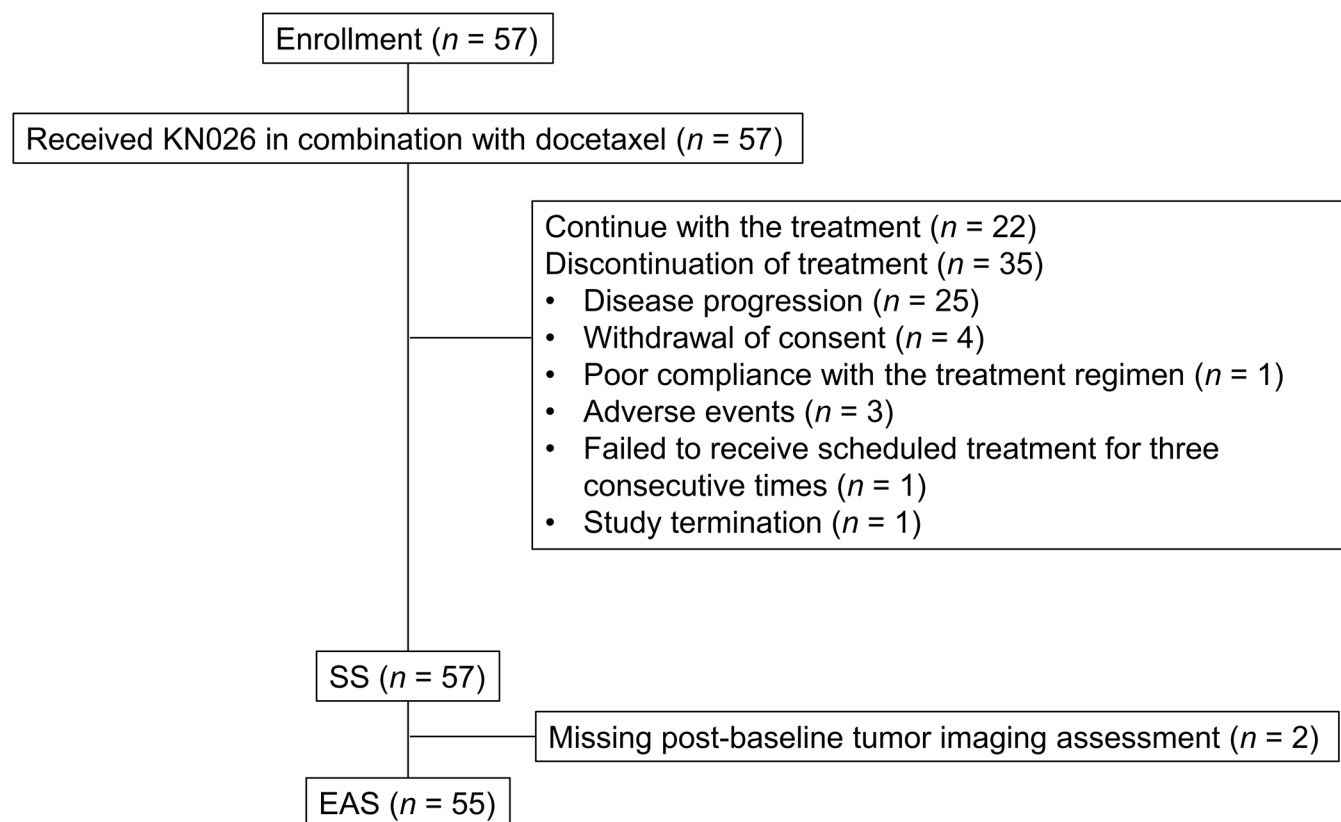 Enrollment (n = 57)
Received KN026 in combination with docetaxel (n = 57)
Continue with the treatment (n = 22)
Discontinuation of treatment (n = 35)
• Disease progression (n = 25)
• Withdrawal of consent (n = 4)
• Poor compliance with the treatment regimen (n = 1)
• Adverse events (n = 3)
• Failed to receive scheduled treatment for three
consecutive times (n = 1)
• Study termination (n = 1)
SS (n = 57)
Missing post-baseline tumor imaging assessment (n = 2)
EAS (n = 55)